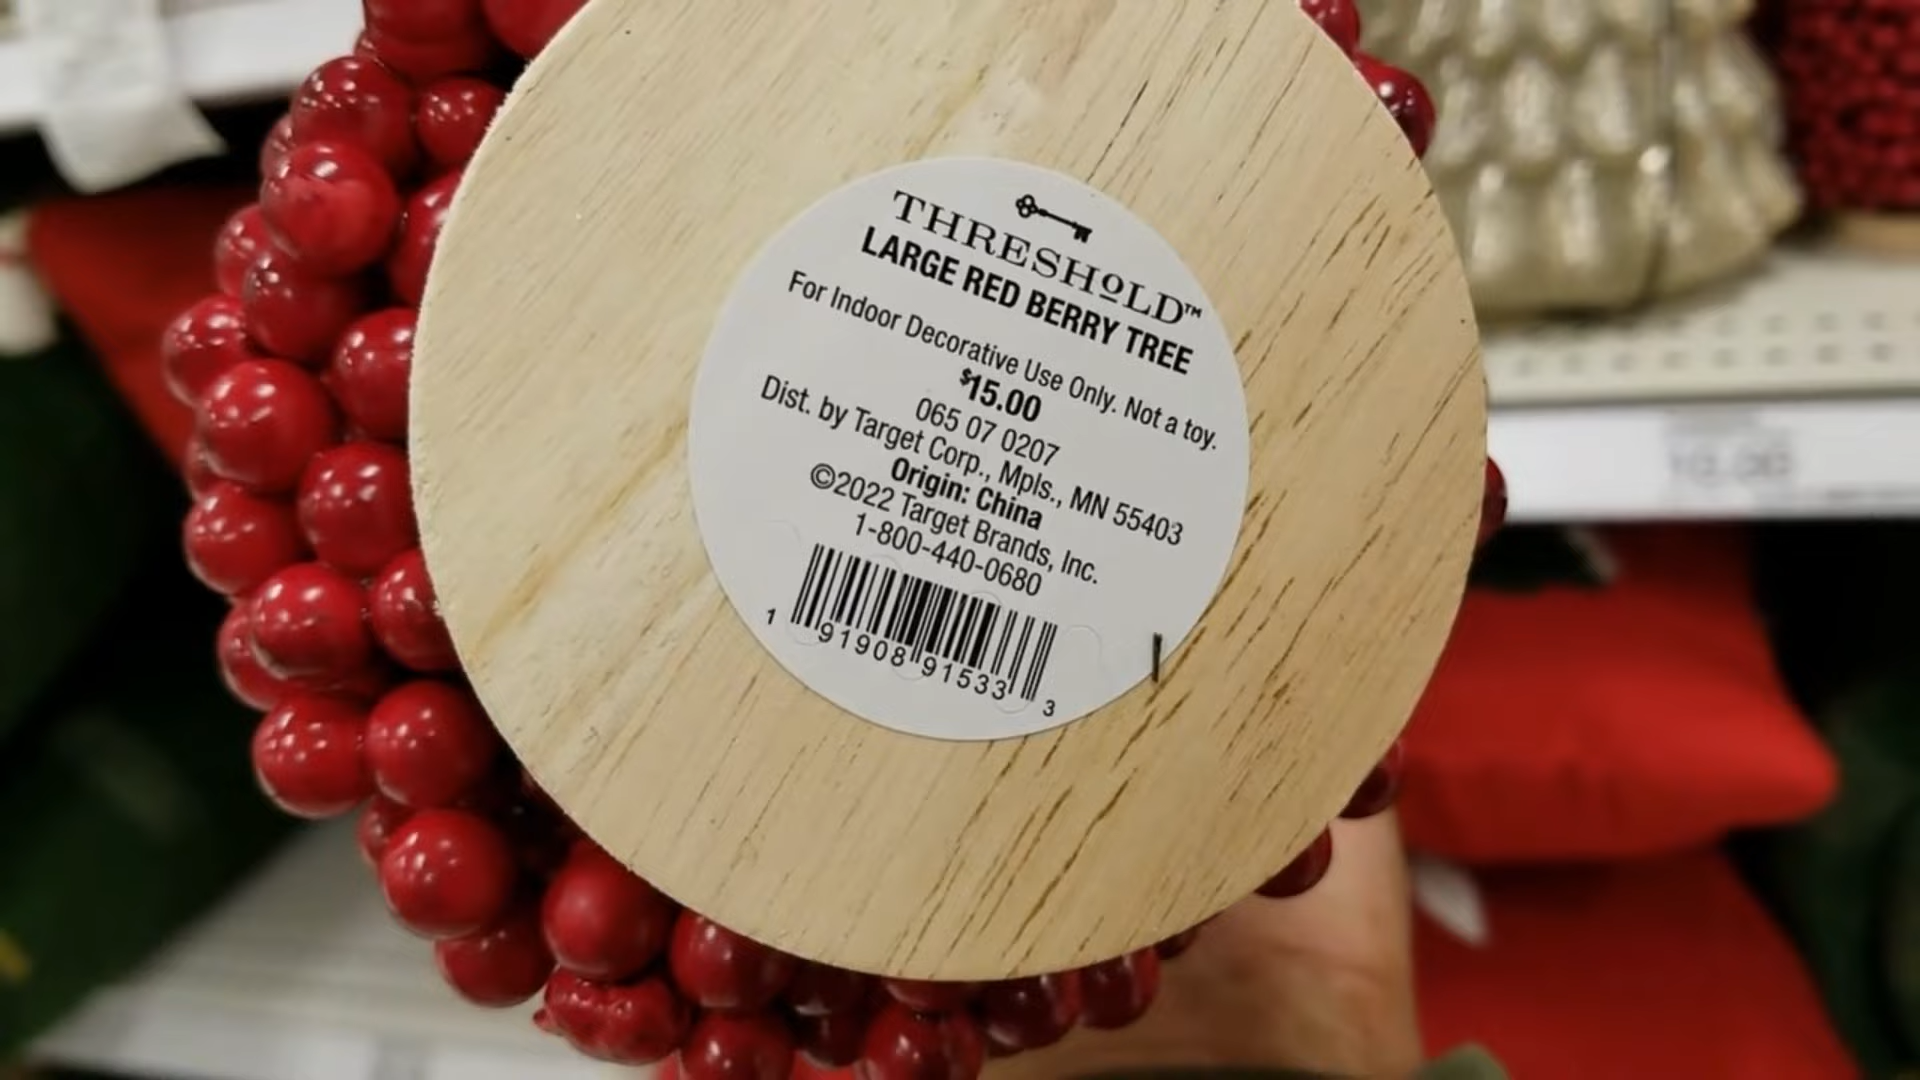 THRESHOLD™
LARGE RED BERRY TREE
For Indoor Decorative Use Only. Not a toy.
$15.00
065 07 0207
Dist. by Target Corp., Mpls., MN 55403
Origin: China
©2022 Target Brands, Inc.
1-800-440-0680
1 91908 91533 3